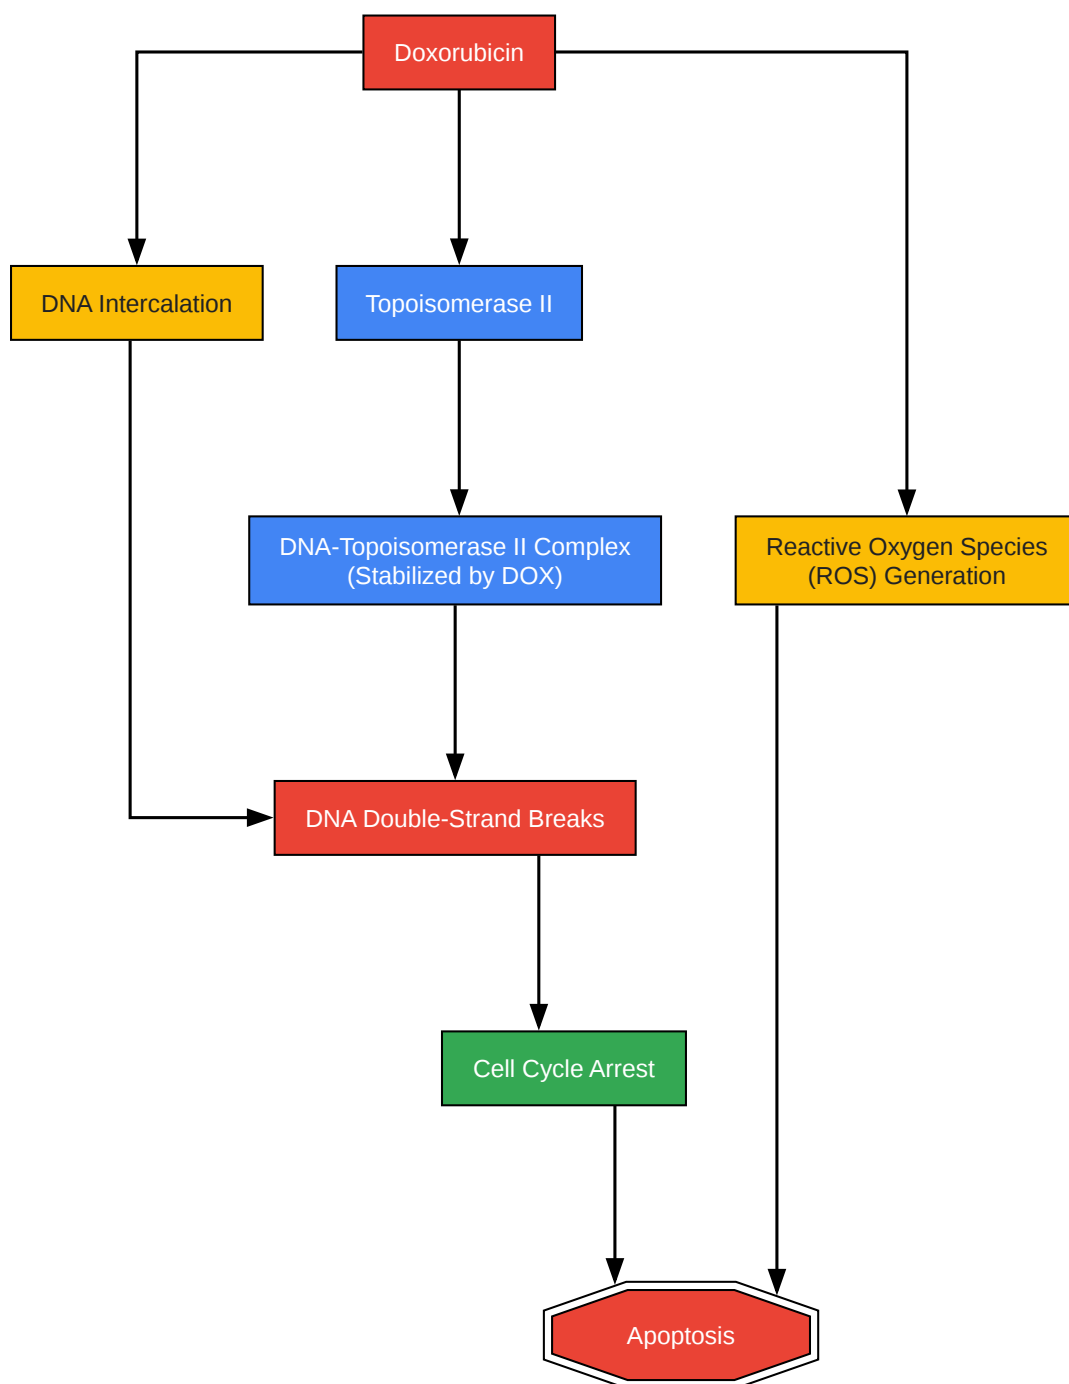 Doxorubicin
DNA Intercalation
Topoisomerase II
DNA-Topoisomerase II Complex
(Stabilized by DOX)
Reactive Oxygen Species
(ROS) Generation
DNA Double-Strand Breaks
Cell Cycle Arrest
Apoptosis